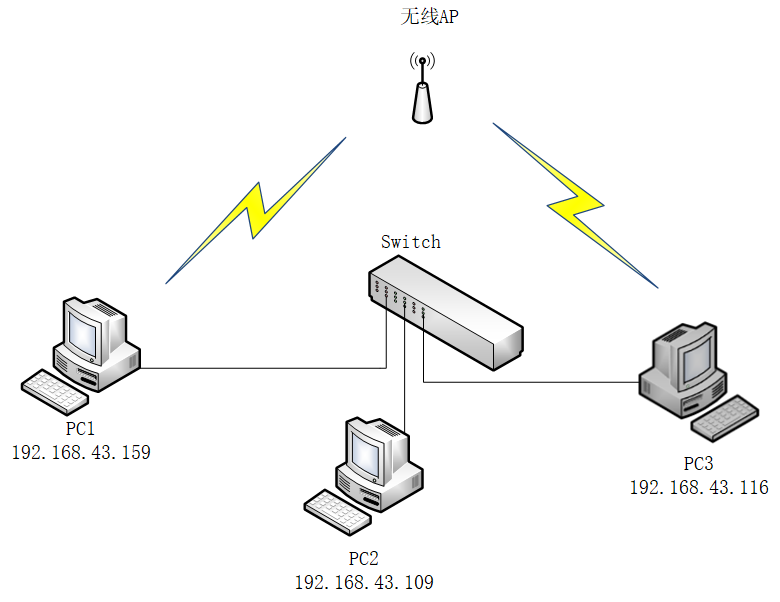 无线AP
Switch
PC1
192.168.43.159
PC2
192.168.43.109
PC3
192.168.43.116